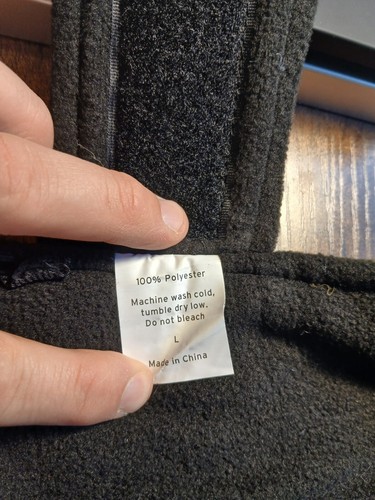 100% Polyester
Machine wash cold,
tumble dry low.
Do not bleach
L
Made in China